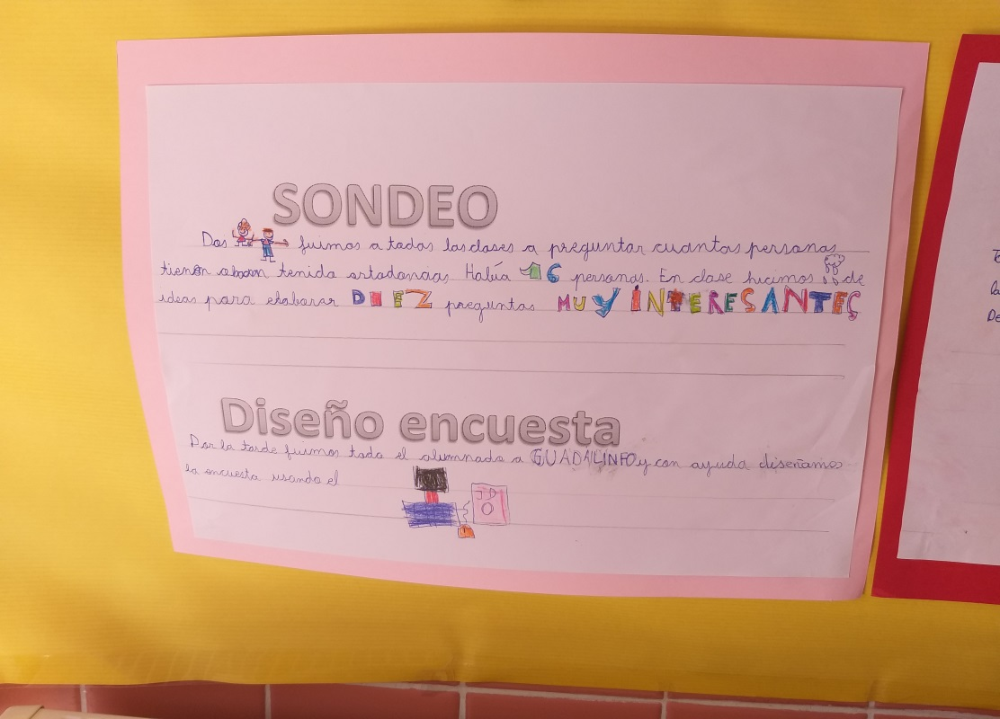 SONDEO
Dos fuimos a todas las clases a preguntar cuantas personas
tienen o tenido ortodoncias. Había 16 personas. En clase hicimos de
ideas para elaborar DIEZ preguntas MUY INTERESANTES
Diseño encuesta
Por la tarde fuimos todo el alumnado a GUADALINFO y con ayuda diseñamos
la encuesta usando el
JD
O